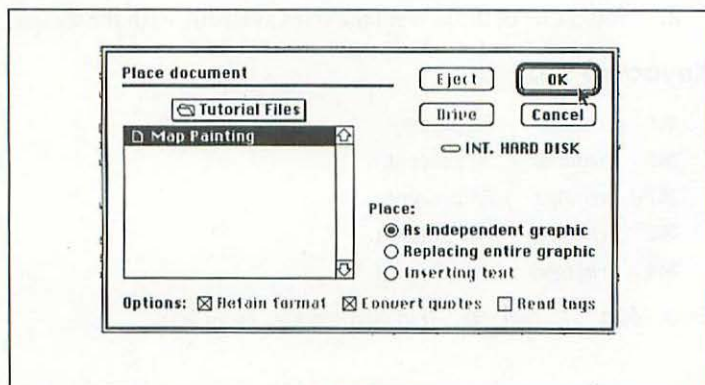 Place document
Eject
OK
Tutorial Files
Drive
Cancel
Map Painting
INT. HARD DISK
Place:
As independent graphic
Replacing entire graphic
Inserting text
Options: Retain format Convert quotes Read tags